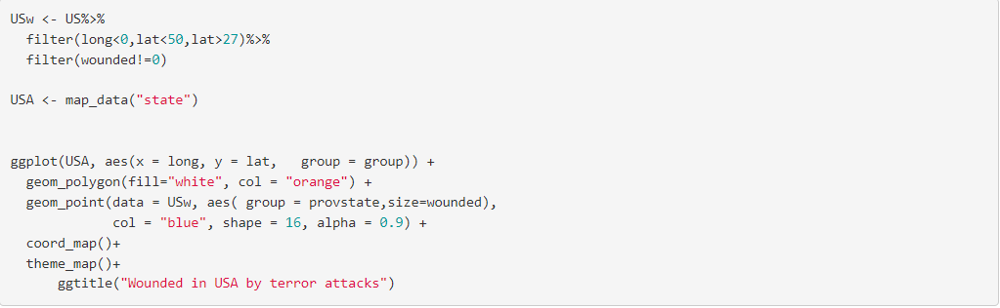 USw <- US%>%
  filter(long<0,lat<50,lat>27)%>%
  filter(wounded!=0)
USA <- map_data("state")
ggplot(USA, aes(x = long, y = lat,   group = group)) +
  geom_polygon(fill="white", col = "orange") +
  geom_point(data = USw, aes( group = provstate,size=wounded),
             col = "blue", shape = 16, alpha = 0.9) +
  coord_map()+
  theme_map()+
      ggtitle("Wounded in USA by terror attacks")